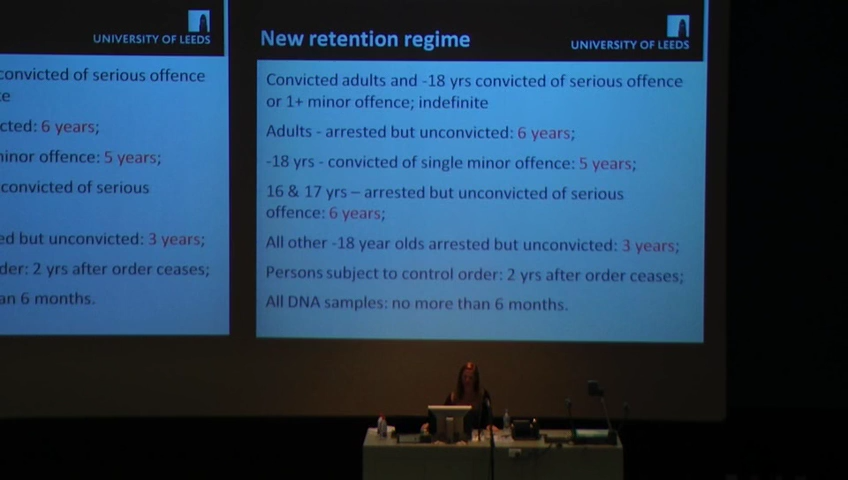 UNIVERSITY OF LEEDS
convicted of serious offence
cted: 6 years;
minor offence: 5 years;
convicted of serious
ed but unconvicted: 3 years;
der: 2 yrs after order ceases;
an 6 months.
New retention regime
UNIVERSITY OF LEEDS
Convicted adults and -18 yrs convicted of serious offence
or 1+ minor offence; indefinite
Adults - arrested but unconvicted: 6 years;
-18 yrs - convicted of single minor offence: 5 years;
16 & 17 yrs – arrested but unconvicted of serious
offence: 6 years;
All other -18 year olds arrested but unconvicted: 3 years;
Persons subject to control order: 2 yrs after order ceases;
All DNA samples: no more than 6 months.